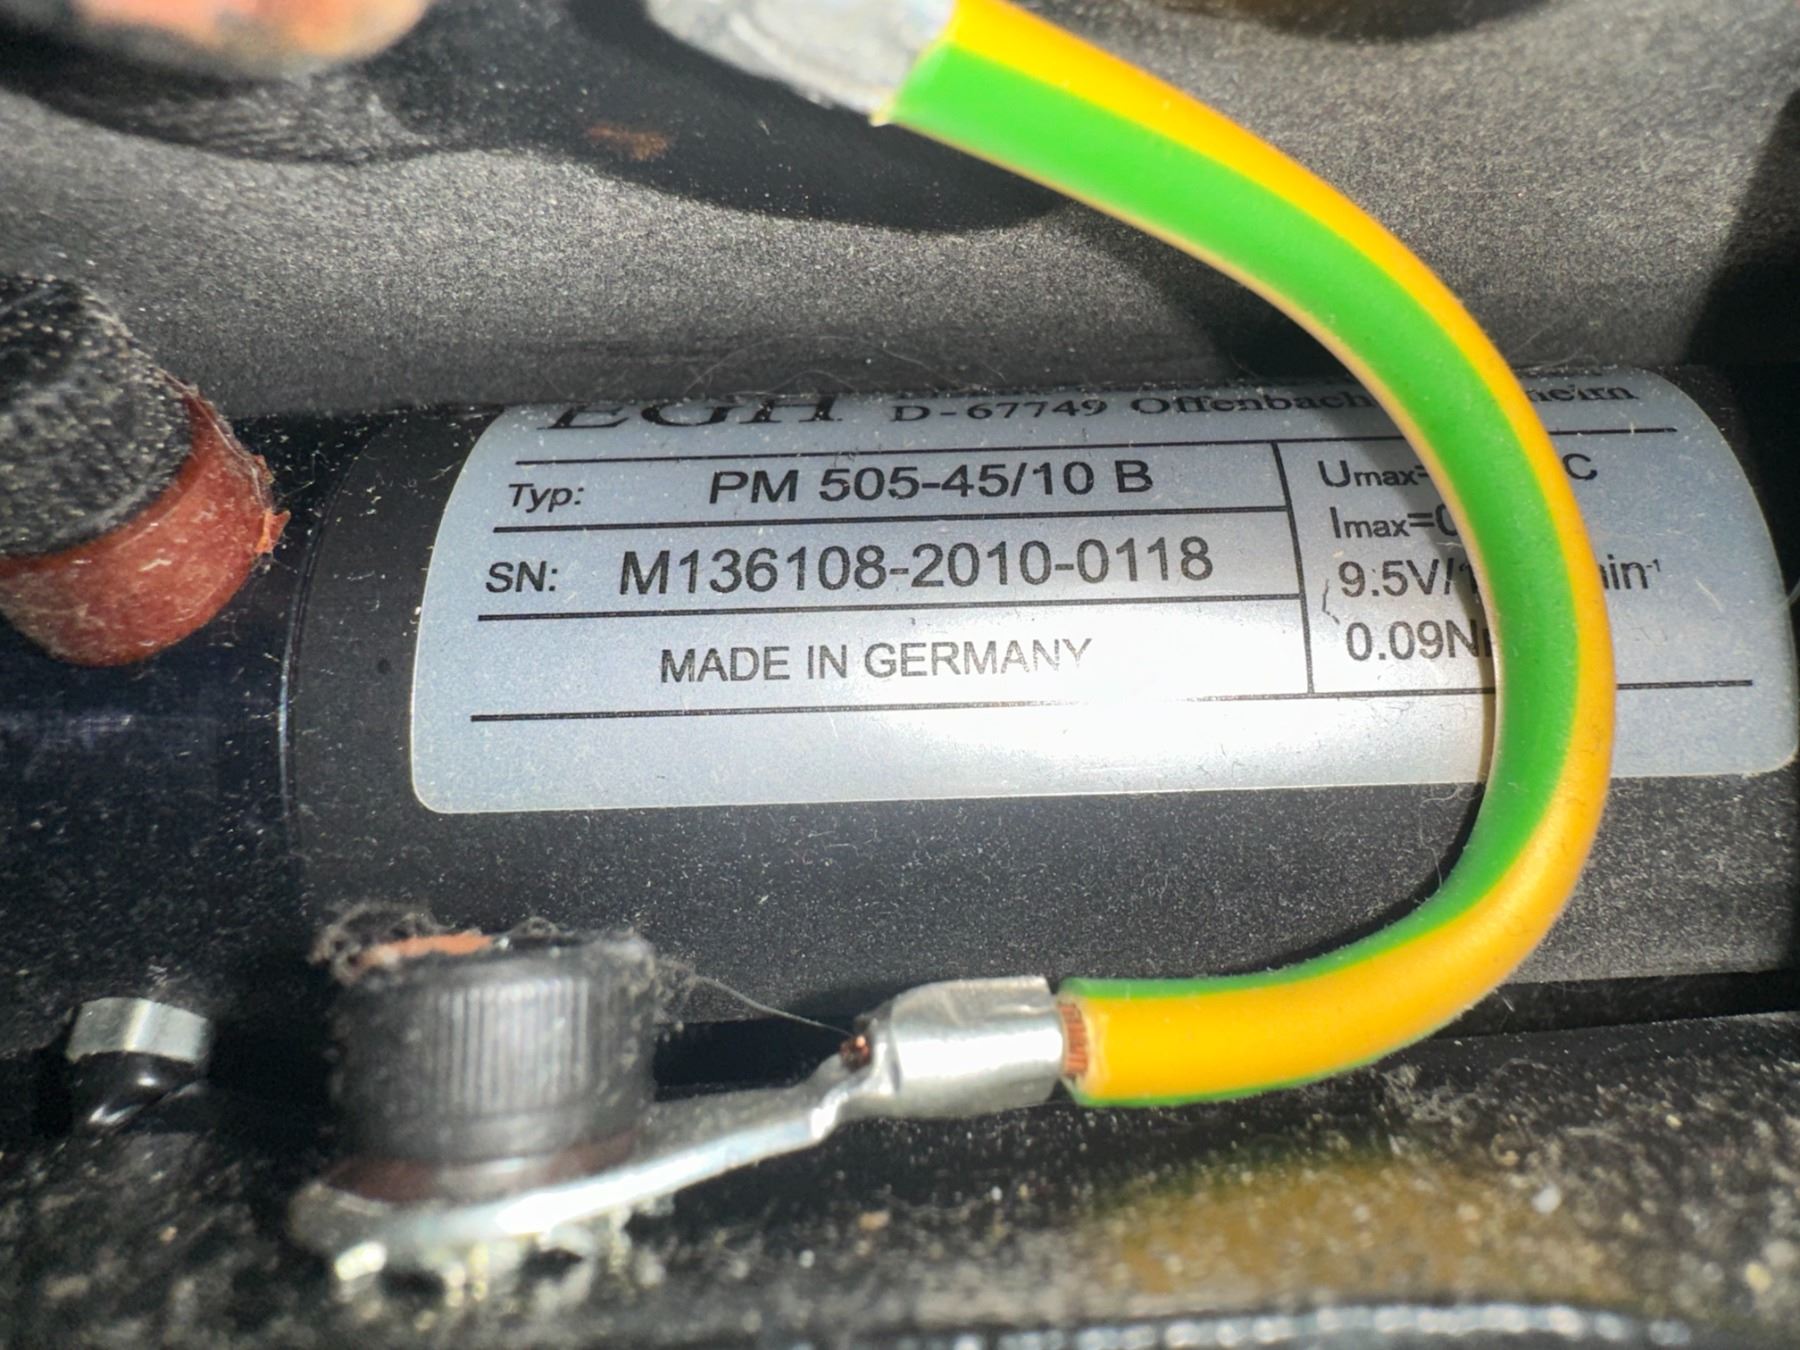 EGH D-67749 Offenbach
Typ: PM 505-45/10 B
SN: M136108-2010-0118
MADE IN GERMANY
Umax=
Imax=
9.5V/
0.09N